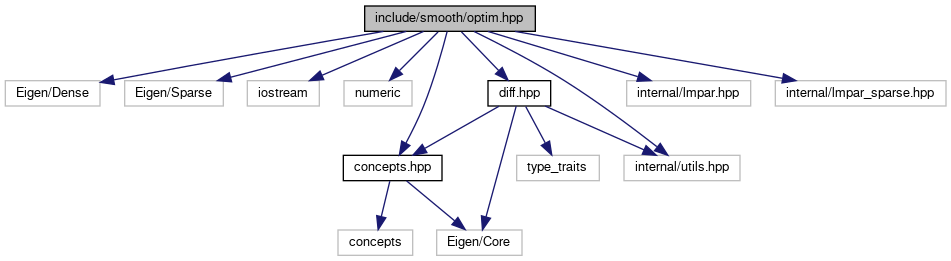 include/smooth/optim.hpp
Eigen/Dense
Eigen/Sparse
iostream
numeric
diff.hpp
internal/lmpar.hpp
internal/lmpar_sparse.hpp
concepts.hpp
type_traits
internal/utils.hpp
concepts
Eigen/Core